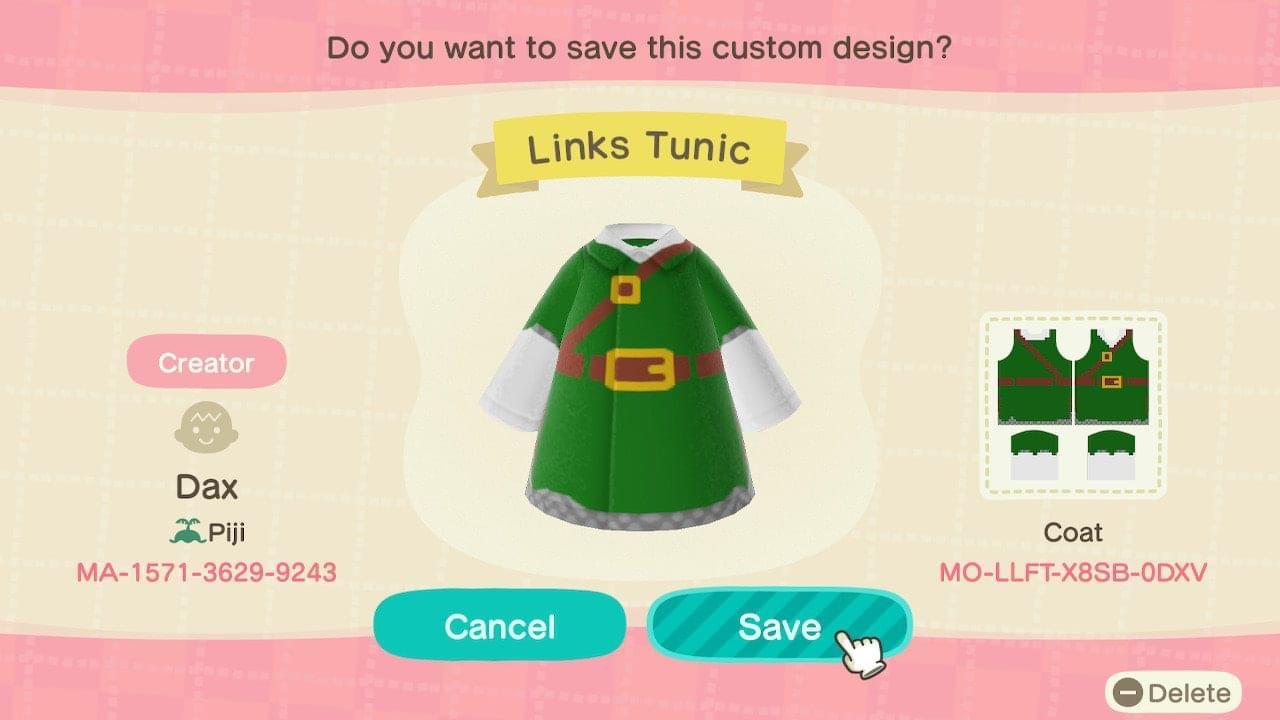 Do you want to save this custom design?
Links Tunic
Creator
Dax
Piji
MA-1571-3629-9243
Coat
MO-LLFT-X8SB-0DXV
Cancel
Save
Delete